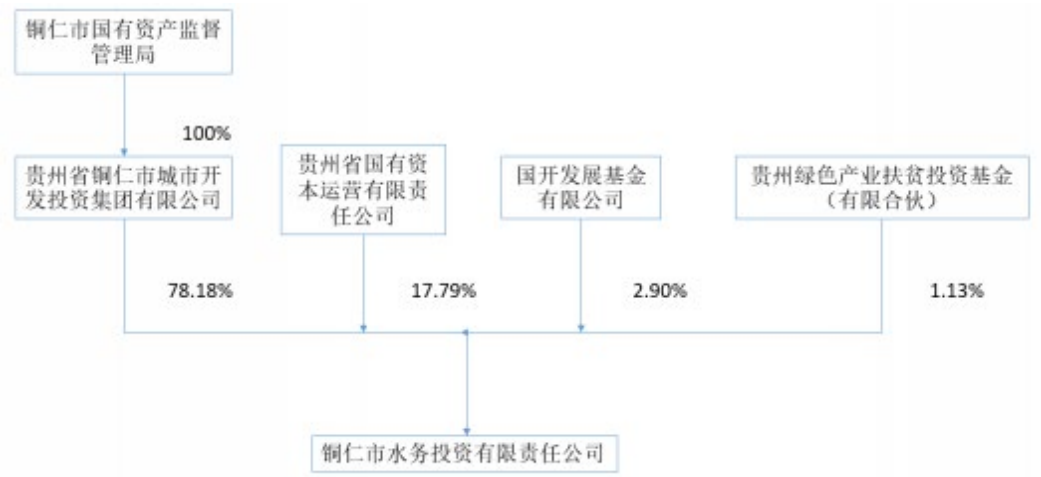 铜仁市国有资产监督
管理局
100%
贵州省铜仁市城市开
发投资集团有限公司
贵州省国有资
本运营有限责
任公司
国开发展基金
有限公司
贵州绿色产业扶贫投资基金
（有限合伙）
78.18%
17.79%
2.90%
1.13%
铜仁市水务投资有限责任公司